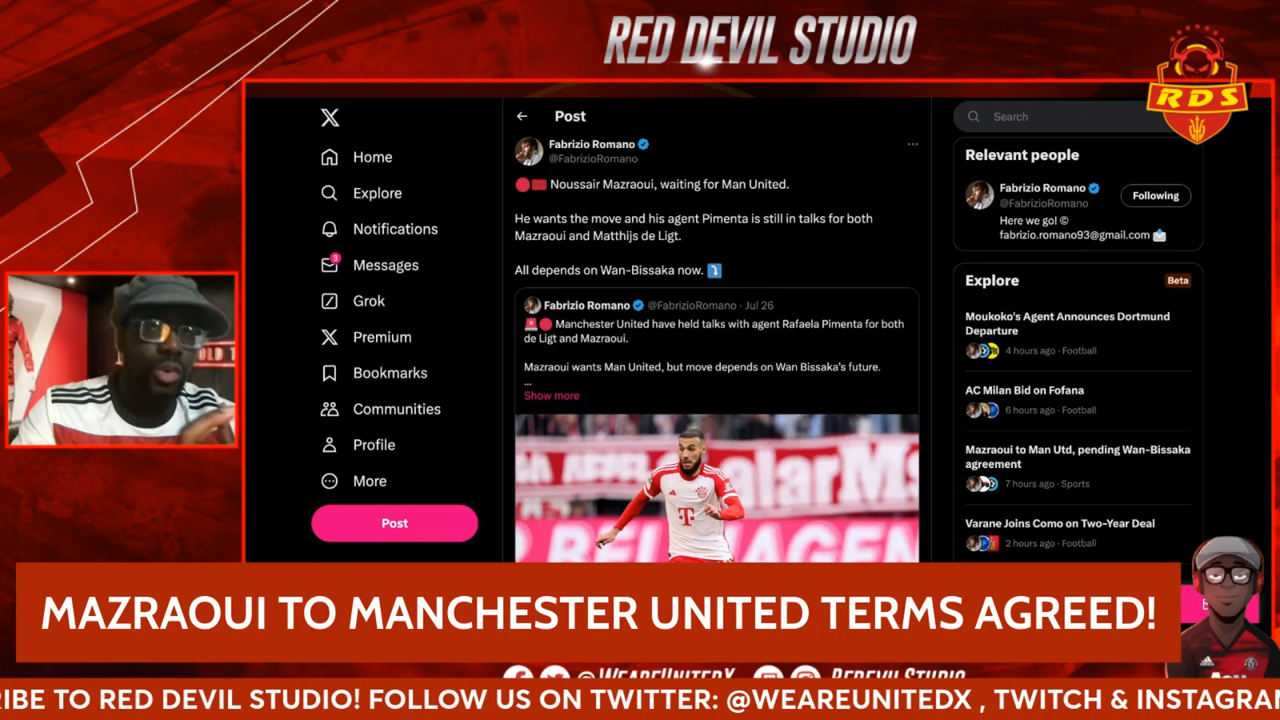 RED DEVIL STUDIO
RDS
Post
Search
Fabrizio Romano
@FabrizioRomano
Noussair Mazraoui, waiting for Man United.
He wants the move and his agent Pimenta is still in talks for both
Mazraoui and Matthijs de Ligt.
All depends on Wan-Bissaka now.
Fabrizio Romano @FabrizioRomano · Jul 26
Manchester United have held talks with agent Rafaela Pimenta for both
de Ligt and Mazraoui.
Mazraoui wants Man United, but move depends on Wan Bissaka's future.
...
Show more
Home
Explore
Notifications
3
Messages
Grok
Premium
Bookmarks
Communities
Profile
More
Post
Relevant people
Fabrizio Romano
@FabrizioRomano
Following
Here we go! ©
fabrizio.romano93@gmail.com
Explore
Beta
Moukoko's Agent Announces Dortmund
Departure
4 hours ago · Football
AC Milan Bid on Fofana
6 hours ago · Football
Mazraoui to Man Utd, pending Wan-Bissaka
agreement
7 hours ago · Sports
Varane Joins Como on Two-Year Deal
2 hours ago · Football
T
MAZRAOUI TO MANCHESTER UNITED TERMS AGREED!
@WEAREUNITEDX
REDEVIL STUDIO
RIBE TO RED DEVIL STUDIO! FOLLOW US ON TWITTER: @WEAREUNITEDX , TWITCH & INSTAGRAM